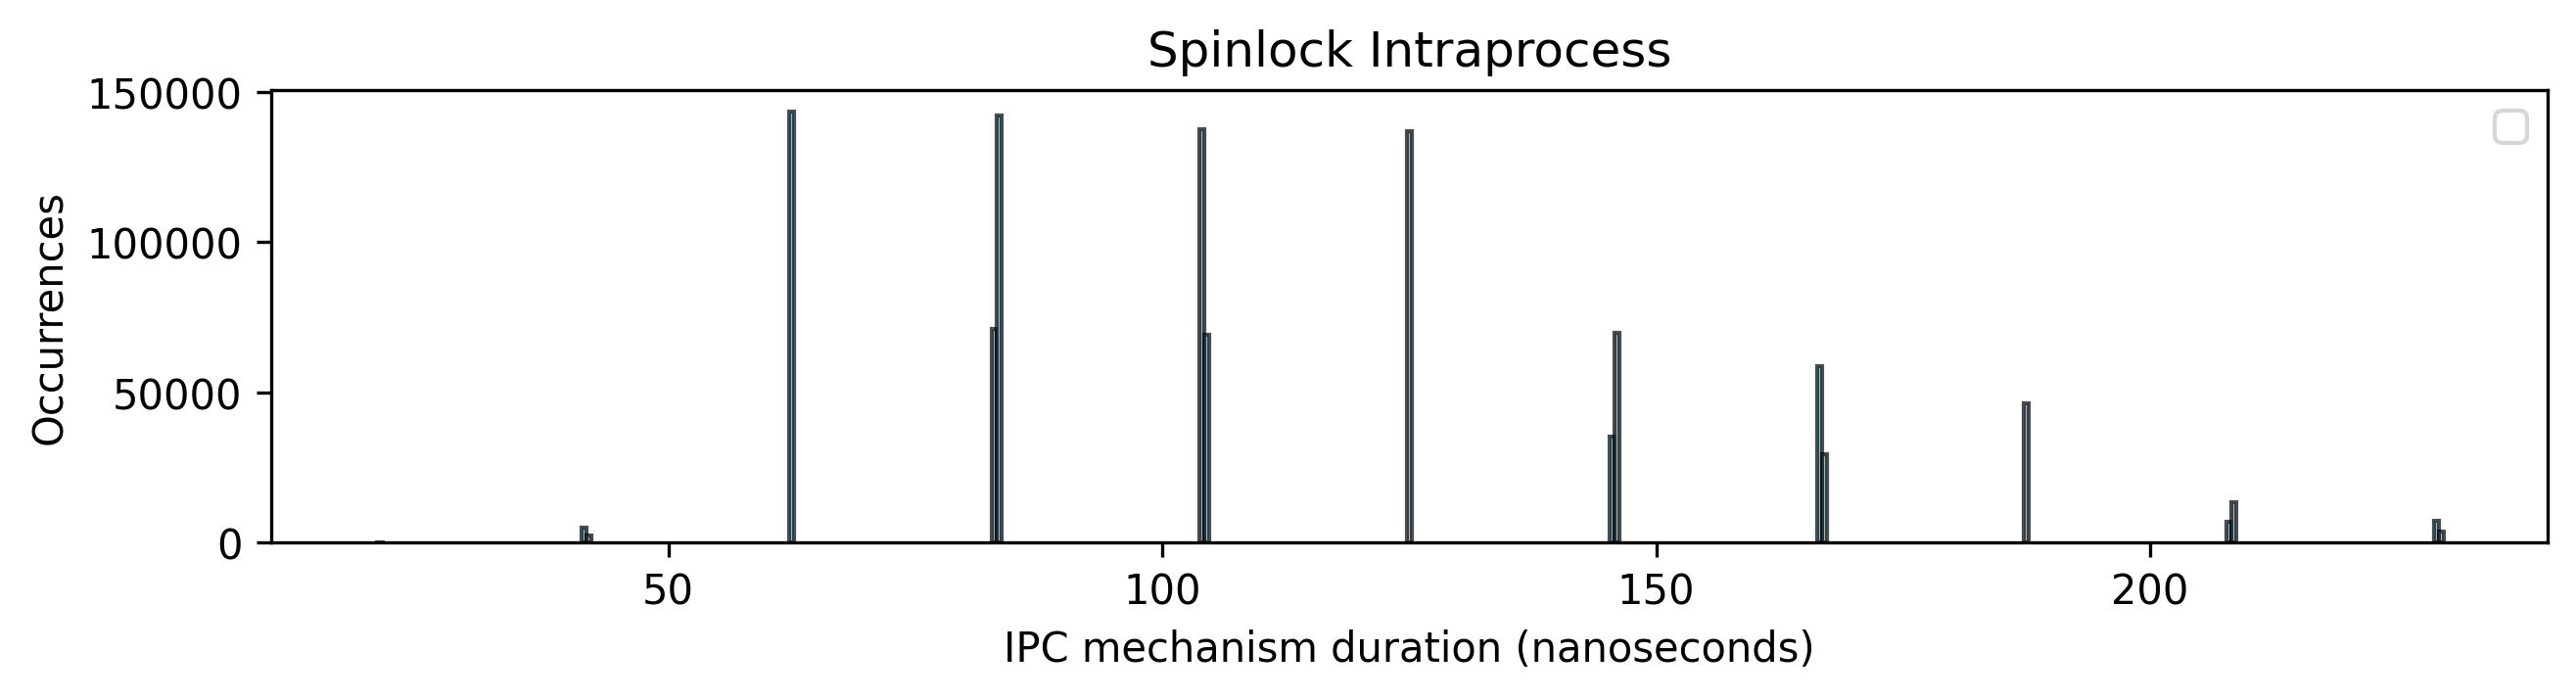 Spinlock Intraprocess
150000
100000
50000
0
Occurrences
50 100 150 200
IPC mechanism duration (nanoseconds)